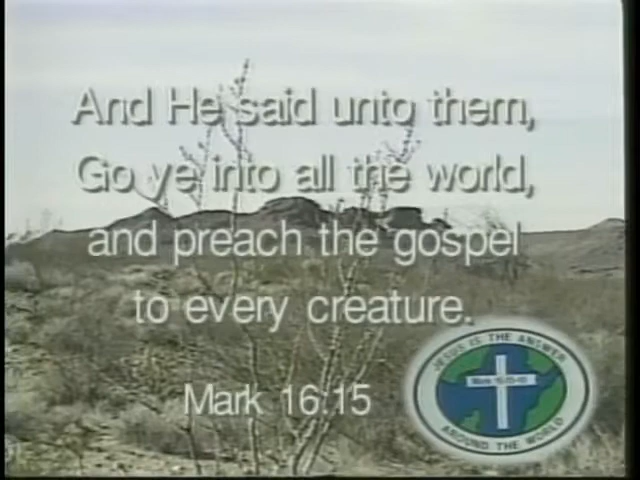 And He said unto them,
Go ye into all the world,
and preach the gospel
to every creature.
Mark 16:15
JESUS IS THE ANSWER
AROUND THE WORLD